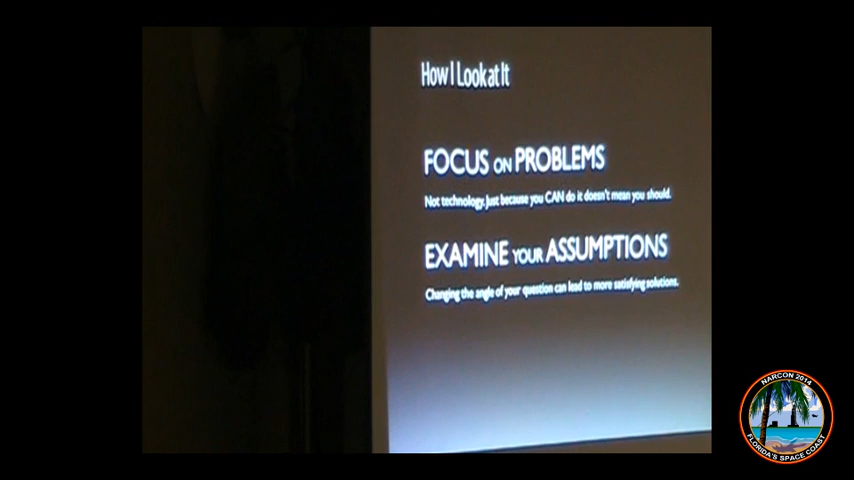 How I Look at It
FOCUS ON PROBLEMS
Not technology. Just because you CAN do it doesn't mean you should.
EXAMINE YOUR ASSUMPTIONS
Changing the angle of your question can lead to more satisfying solutions.
NARCON 2014
FLORIDA'S SPACE COAST